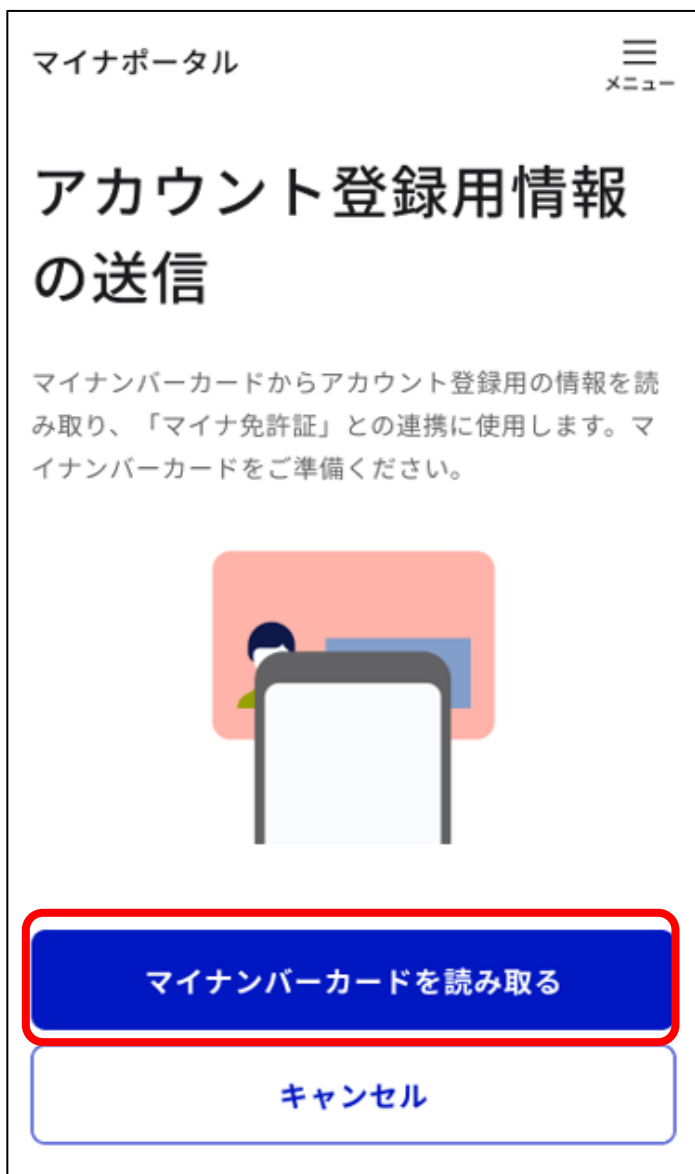 マイナポータル
メニュー
アカウント登録用情報
の送信
マイナンバーカードからアカウント登録用の情報を読
み取り、「マイナ免許証」との連携に使用します。マ
イナンバーカードをご準備ください。
マイナンバーカードを読み取る
キャンセル